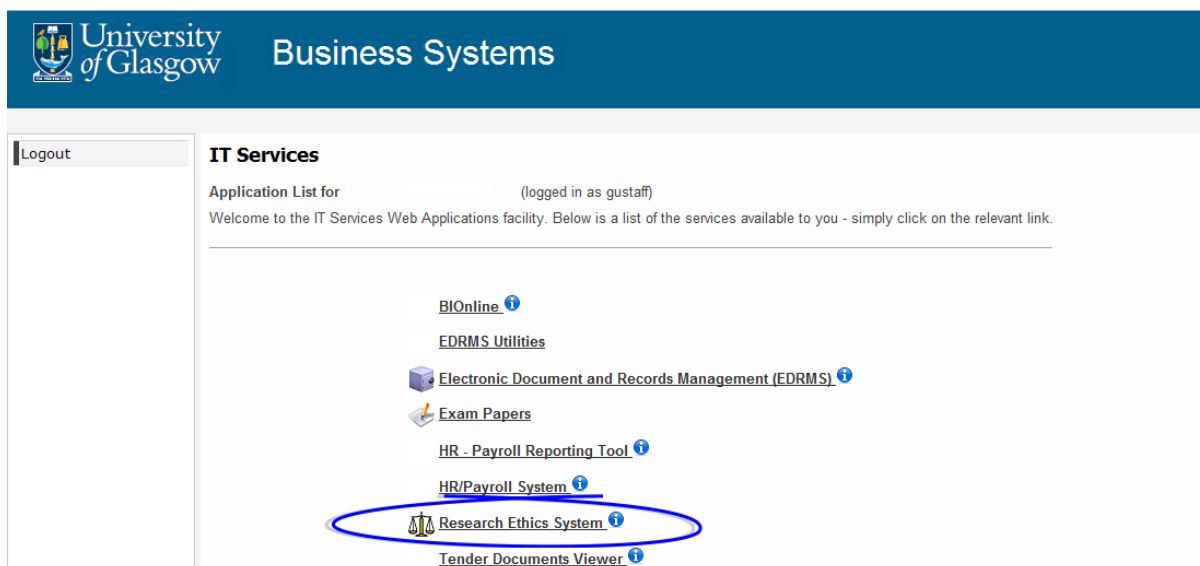 University
of Glasgow
Business Systems
Logout
IT Services
Application List for (logged in as gustaff)
Welcome to the IT Services Web Applications facility. Below is a list of the services available to you - simply click on the relevant link.
BIOnline
EDRMS Utilities
Electronic Document and Records Management (EDRMS)
Exam Papers
HR - Payroll Reporting Tool
HR/Payroll System
Research Ethics System
Tender Documents Viewer